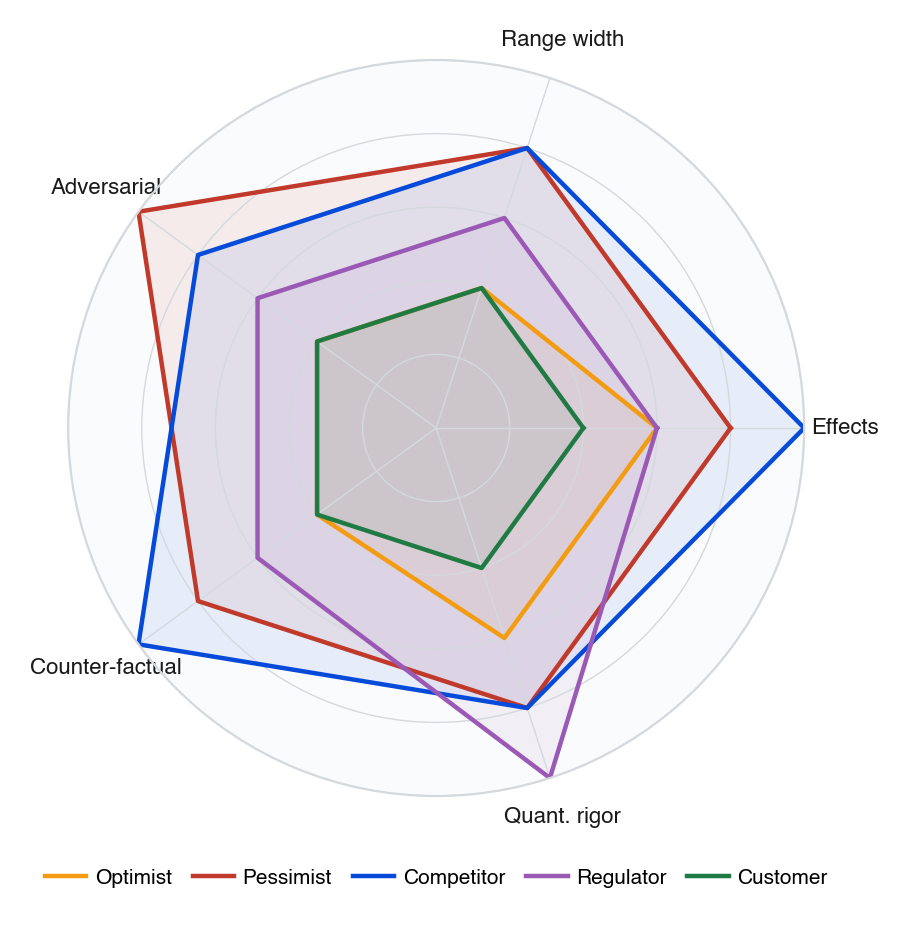 Range width
Adversarial
Effects
Counter-factual
Quant. rigor
Optimist Pessimist Competitor Regulator Customer